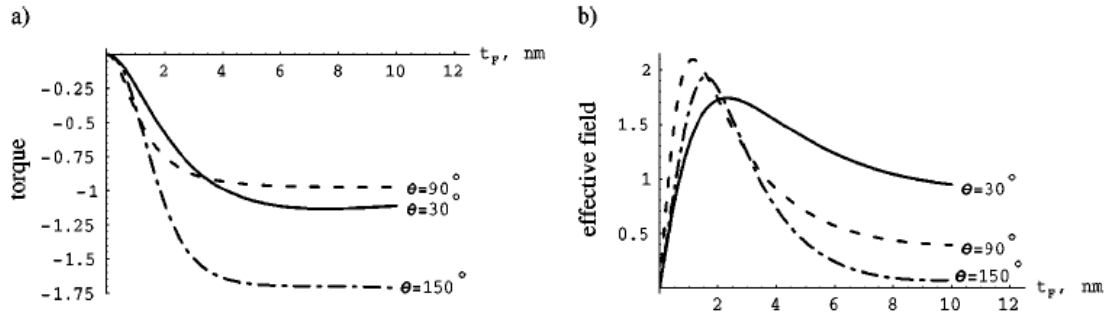 a)
t_F, nm
2 4 6 8 10 12
-0.25
-0.5
-0.75
-1
-1.25
-1.5
-1.75
torque
θ=90°
θ=30°
θ=150°
b)
2
1.5
1
0.5
effective field
θ=30°
θ=90°
θ=150°
2 4 6 8 10 12
t_F, nm